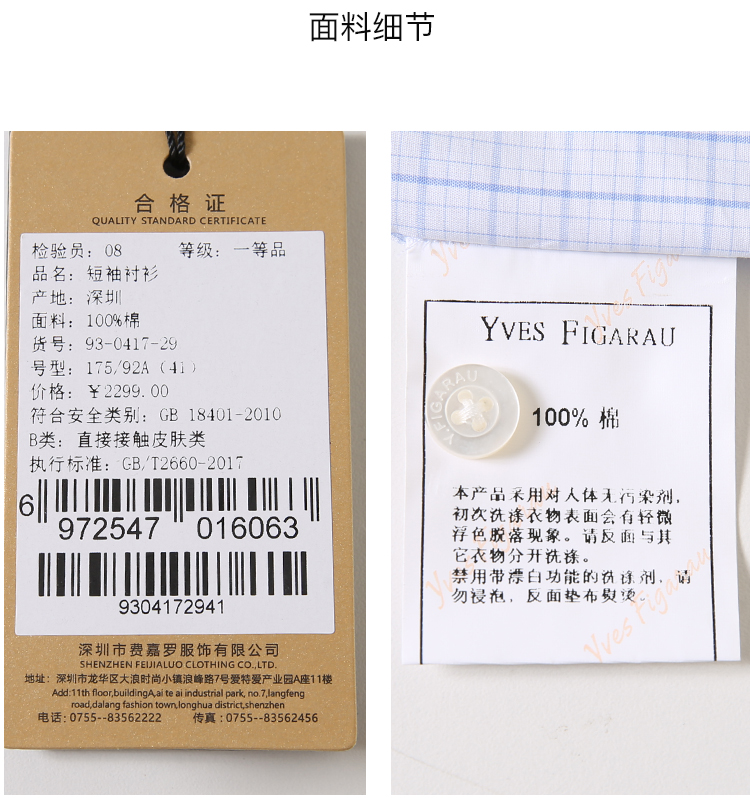 面料细节
合格证
QUALITY STANDARD CERTIFICATE
检验员：08 等级：一等品
品名：短袖衬衫
产地：深圳
面料：100%棉
货号：93-0417-29
号型：175/92A（41）
价格：￥2299.00
符合安全类别：GB 18401-2010
B类：直接接触皮肤类
执行标准：GB/T2660-2017
6 972547 016063
9304172941
深圳市费嘉罗服饰有限公司
SHENZHEN FEIJIALUO CLOTHING CO.,LTD.
地址：深圳市龙华区大浪时尚小镇浪峰路7号爱特爱产业园A座11楼
Add:11th floor,buildingA,ai te ai industrial park, no.7,langfeng
road,dalang fashion town,longhua district,shenzhen
电话：0755--83562222 传真：0755--83562456
Yves Figarau
YVES FIGARAU
YFIGARAU
YFIGARAU
100% 棉
本产品采用对人体无污染剂，
初次洗涤衣物表面会有轻微
浮色脱落现象。请反面与其
它衣物分开洗涤。
禁用带漂白功能的洗涤剂，请
勿浸泡，反面垫布熨烫。
Yves Figarau
Yves Figarau